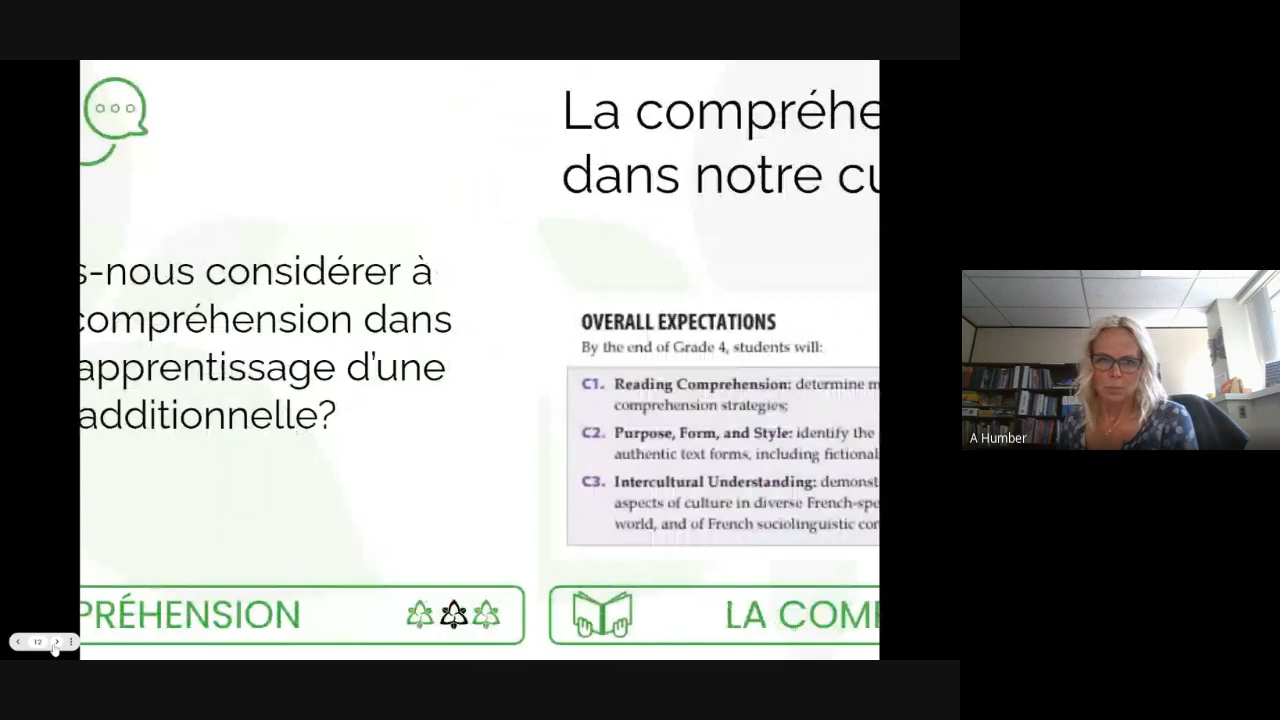 s-nous considérer à
compréhension dans
apprentissage d'une
additionnelle?
PRÉHENSION
La compréhe
dans notre cu
OVERALL EXPECTATIONS
By the end of Grade 4, students will:
C1. Reading Comprehension: determine m
comprehension strategies;
C2. Purpose, Form, and Style: identify the
authentic text forms, including fictional
C3. Intercultural Understanding: demonst
aspects of culture in diverse French-spe
world, and of French sociolinguistic con
LA COMP
12
A Humber